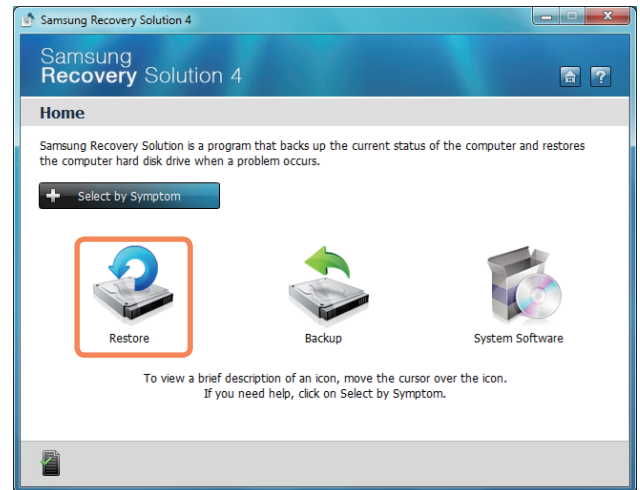 Samsung Recovery Solution 4
Samsung
Recovery Solution 4
Home
Samsung Recovery Solution is a program that backs up the current status of the computer and restores
the computer hard disk drive when a problem occurs.
Select by Symptom
Restore
Backup
System Software
To view a brief description of an icon, move the cursor over the icon.
If you need help, click on Select by Symptom.